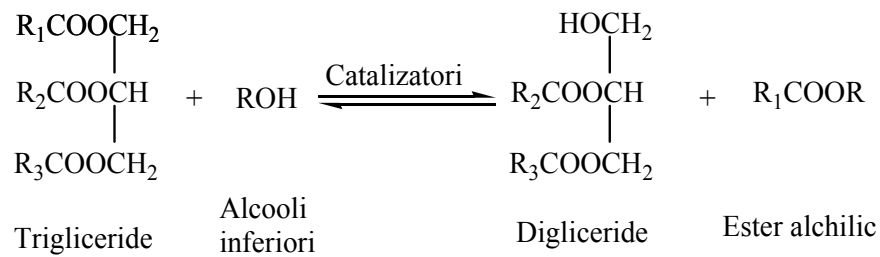 R₁COOCH₂ HOCH₂
Catalizatori
R₂COOCH + ROH R₂COOCH + R₁COOR
R₃COOCH₂ R₃COOCH₂
Trigliceride Alcooli inferiori Digliceride Ester alchilic